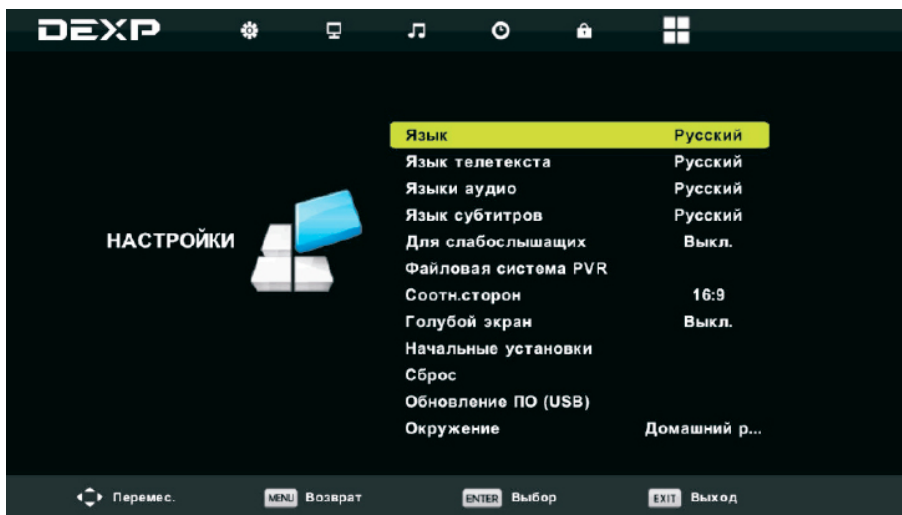 DEXP
Язык Русский
Язык телетекста Русский
Языки аудио Русский
Язык субтитров Русский
НАСТРОЙКИ
Для слабослышащих Выкл.
Файловая система PVR
Соотн.сторон 16:9
Голубой экран Выкл.
Начальные установки
Сброс
Обновление ПО (USB)
Окружение Домашний р...
Перемес. MENU Возврат ENTER Выбор EXIT Выход